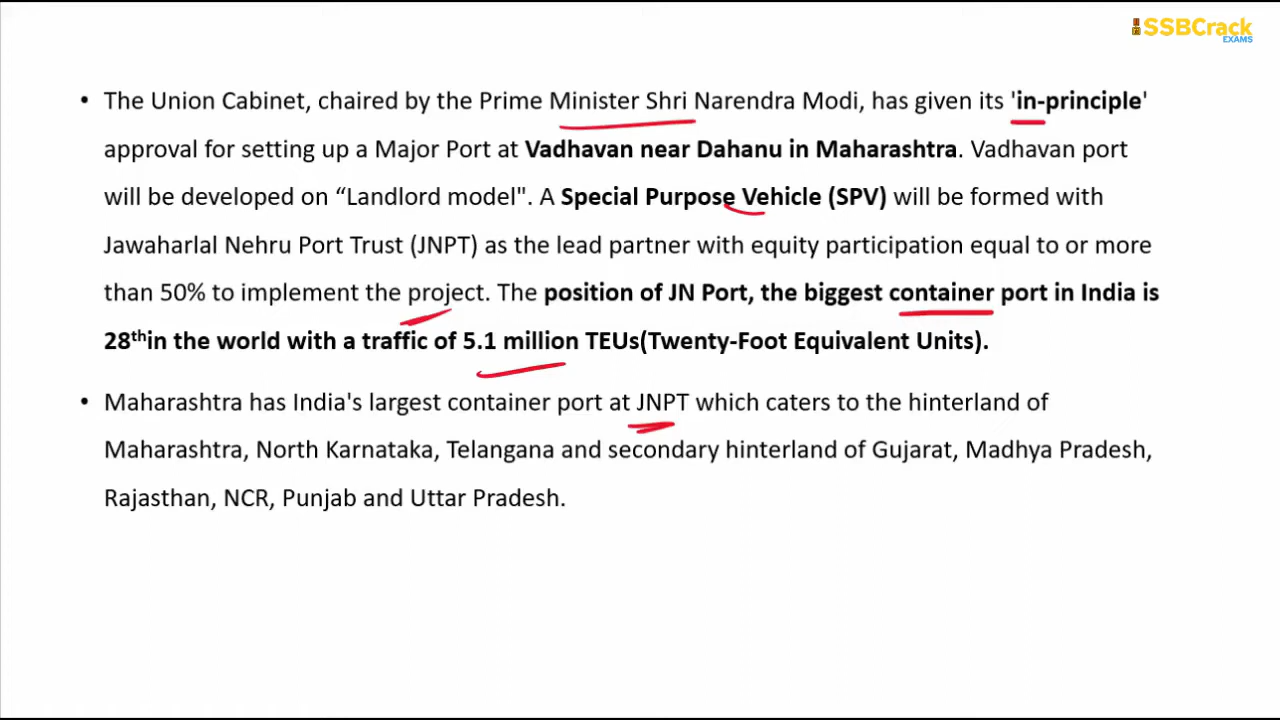 SSBCrack
EXAMS
• The Union Cabinet, chaired by the Prime Minister Shri Narendra Modi, has given its 'in-principle'
approval for setting up a Major Port at Vadhavan near Dahanu in Maharashtra. Vadhavan port
will be developed on “Landlord model". A Special Purpose Vehicle (SPV) will be formed with
Jawaharlal Nehru Port Trust (JNPT) as the lead partner with equity participation equal to or more
than 50% to implement the project. The position of JN Port, the biggest container port in India is
28thin the world with a traffic of 5.1 million TEUs(Twenty-Foot Equivalent Units).
• Maharashtra has India's largest container port at JNPT which caters to the hinterland of
Maharashtra, North Karnataka, Telangana and secondary hinterland of Gujarat, Madhya Pradesh,
Rajasthan, NCR, Punjab and Uttar Pradesh.